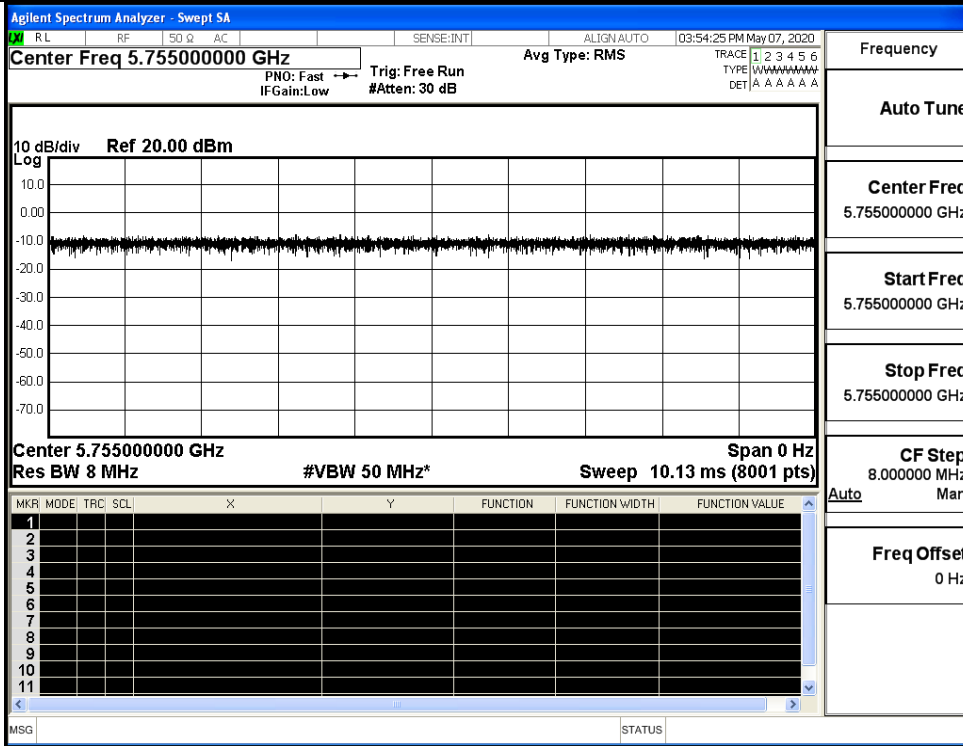 Agilent Spectrum Analyzer - Swept SA
LXI RL RF 50 Ω AC SENSE:INT ALIGN AUTO 03:54:25 PM May 07, 2020
Center Freq 5.755000000 GHz
PNO: Fast
IFGain:Low
Trig: Free Run
#Atten: 30 dB
Avg Type: RMS
TRACE 1 2 3 4 5 6
TYPE WWWWWW
DET A A A A A A
10 dB/div Ref 20.00 dBm
Log
10.0
0.00
-10.0
-20.0
-30.0
-40.0
-50.0
-60.0
-70.0
Center 5.755000000 GHz Span 0 Hz
Res BW 8 MHz #VBW 50 MHz* Sweep 10.13 ms (8001 pts)
MKR MODE TRC SCL X Y FUNCTION FUNCTION WIDTH FUNCTION VALUE
1
2
3
4
5
6
7
8
9
10
11
MSG STATUS
Frequency
Auto Tune
Center Freq
5.755000000 GHz
Start Freq
5.755000000 GHz
Stop Freq
5.755000000 GHz
CF Step
8.000000 MHz
Auto Man
Freq Offset
0 Hz